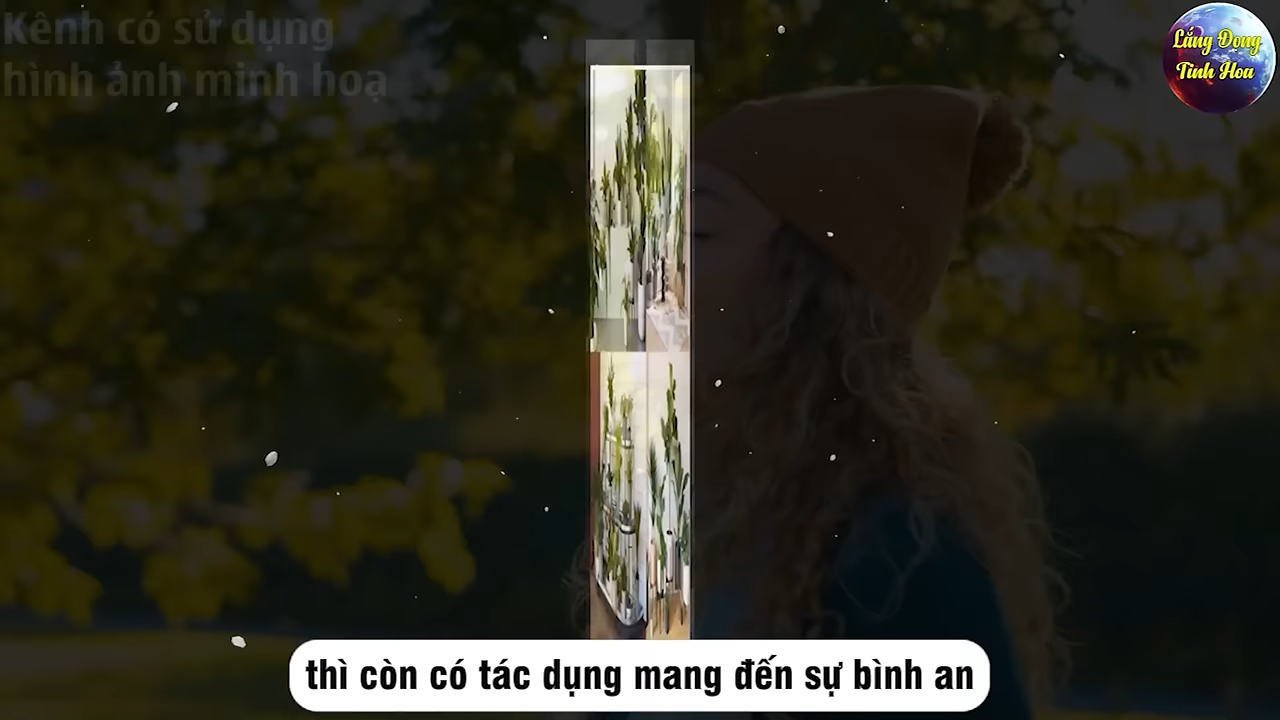 Kênh có sử dụng
hình ảnh minh hoạ
Lắng Đọng
Tinh Hoa
thì còn có tác dụng mang đến sự bình an